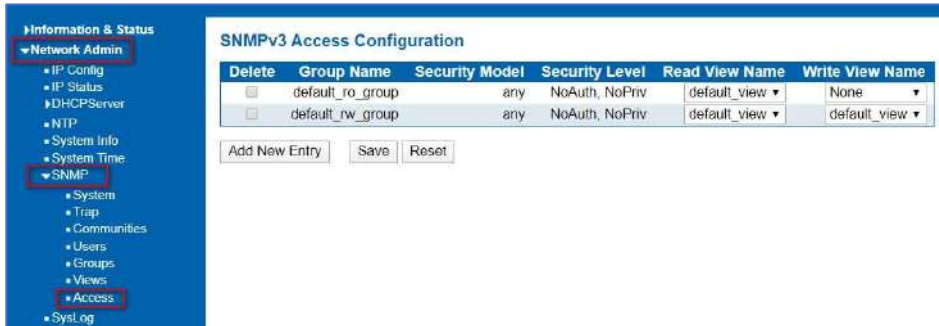 Information & Status
Network Admin
IP Config
IP Status
DHCPServer
NTP
System Info
System Time
SNMP
System
Trap
Communities
Users
Groups
Views
Access
SysLog
SNMPv3 Access Configuration
Delete Group Name Security Model Security Level Read View Name Write View Name
default_ro_group any NoAuth, NoPriv default_view None
default_rw_group any NoAuth, NoPriv default_view default_view
Add New Entry Save Reset